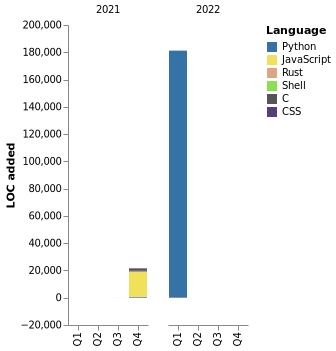 2021 2022
Language
Python
JavaScript
Rust
Shell
C
CSS
LOC added
200,000
180,000
160,000
140,000
120,000
100,000
80,000
60,000
40,000
20,000
0
−20,000
Q1 Q2 Q3 Q4 Q1 Q2 Q3 Q4